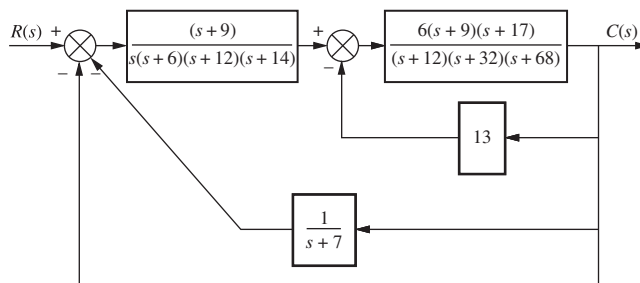 R(s) + − −
(s + 9)
s(s + 6)(s + 12)(s + 14)
+ −
6(s + 9)(s + 17)
(s + 12)(s + 32)(s + 68)
C(s)
13
1
s + 7